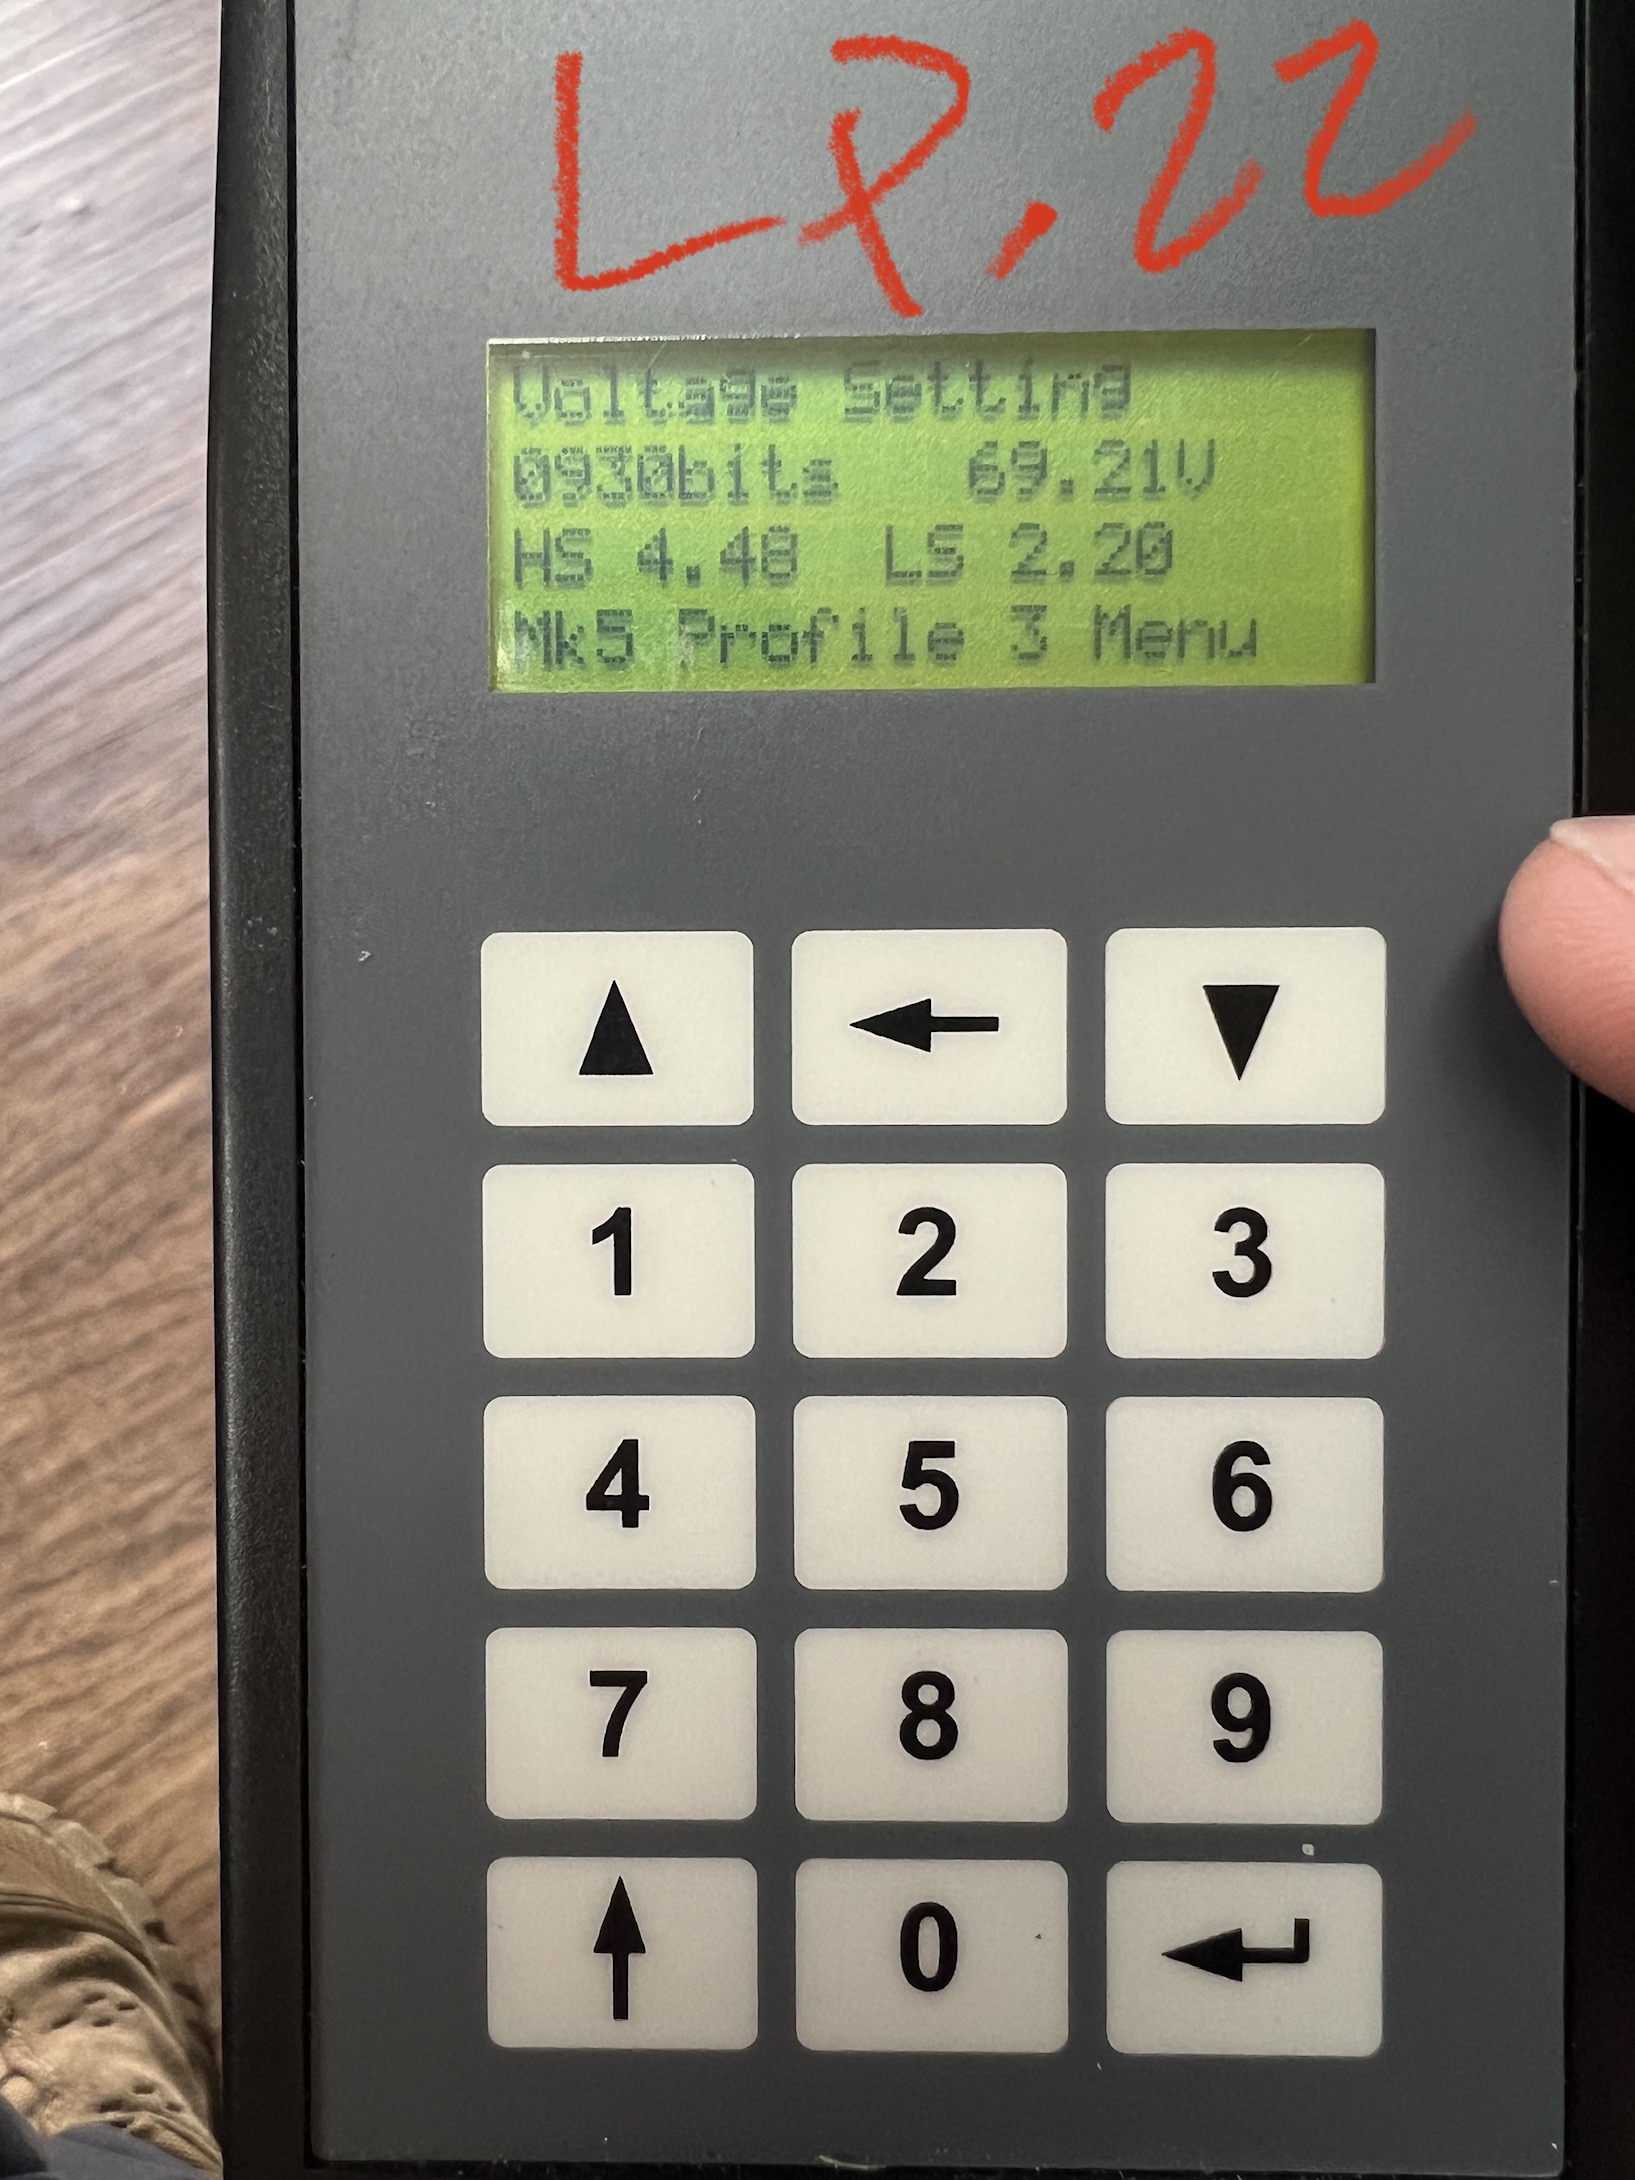 LP.22
Voltage Setting
0930bits 69.21V
HS 4.48 LS 2.20
Mk5 Profile 3 Menu
▲ ← ▼
1 2 3
4 5 6
7 8 9
↑ 0 ↵